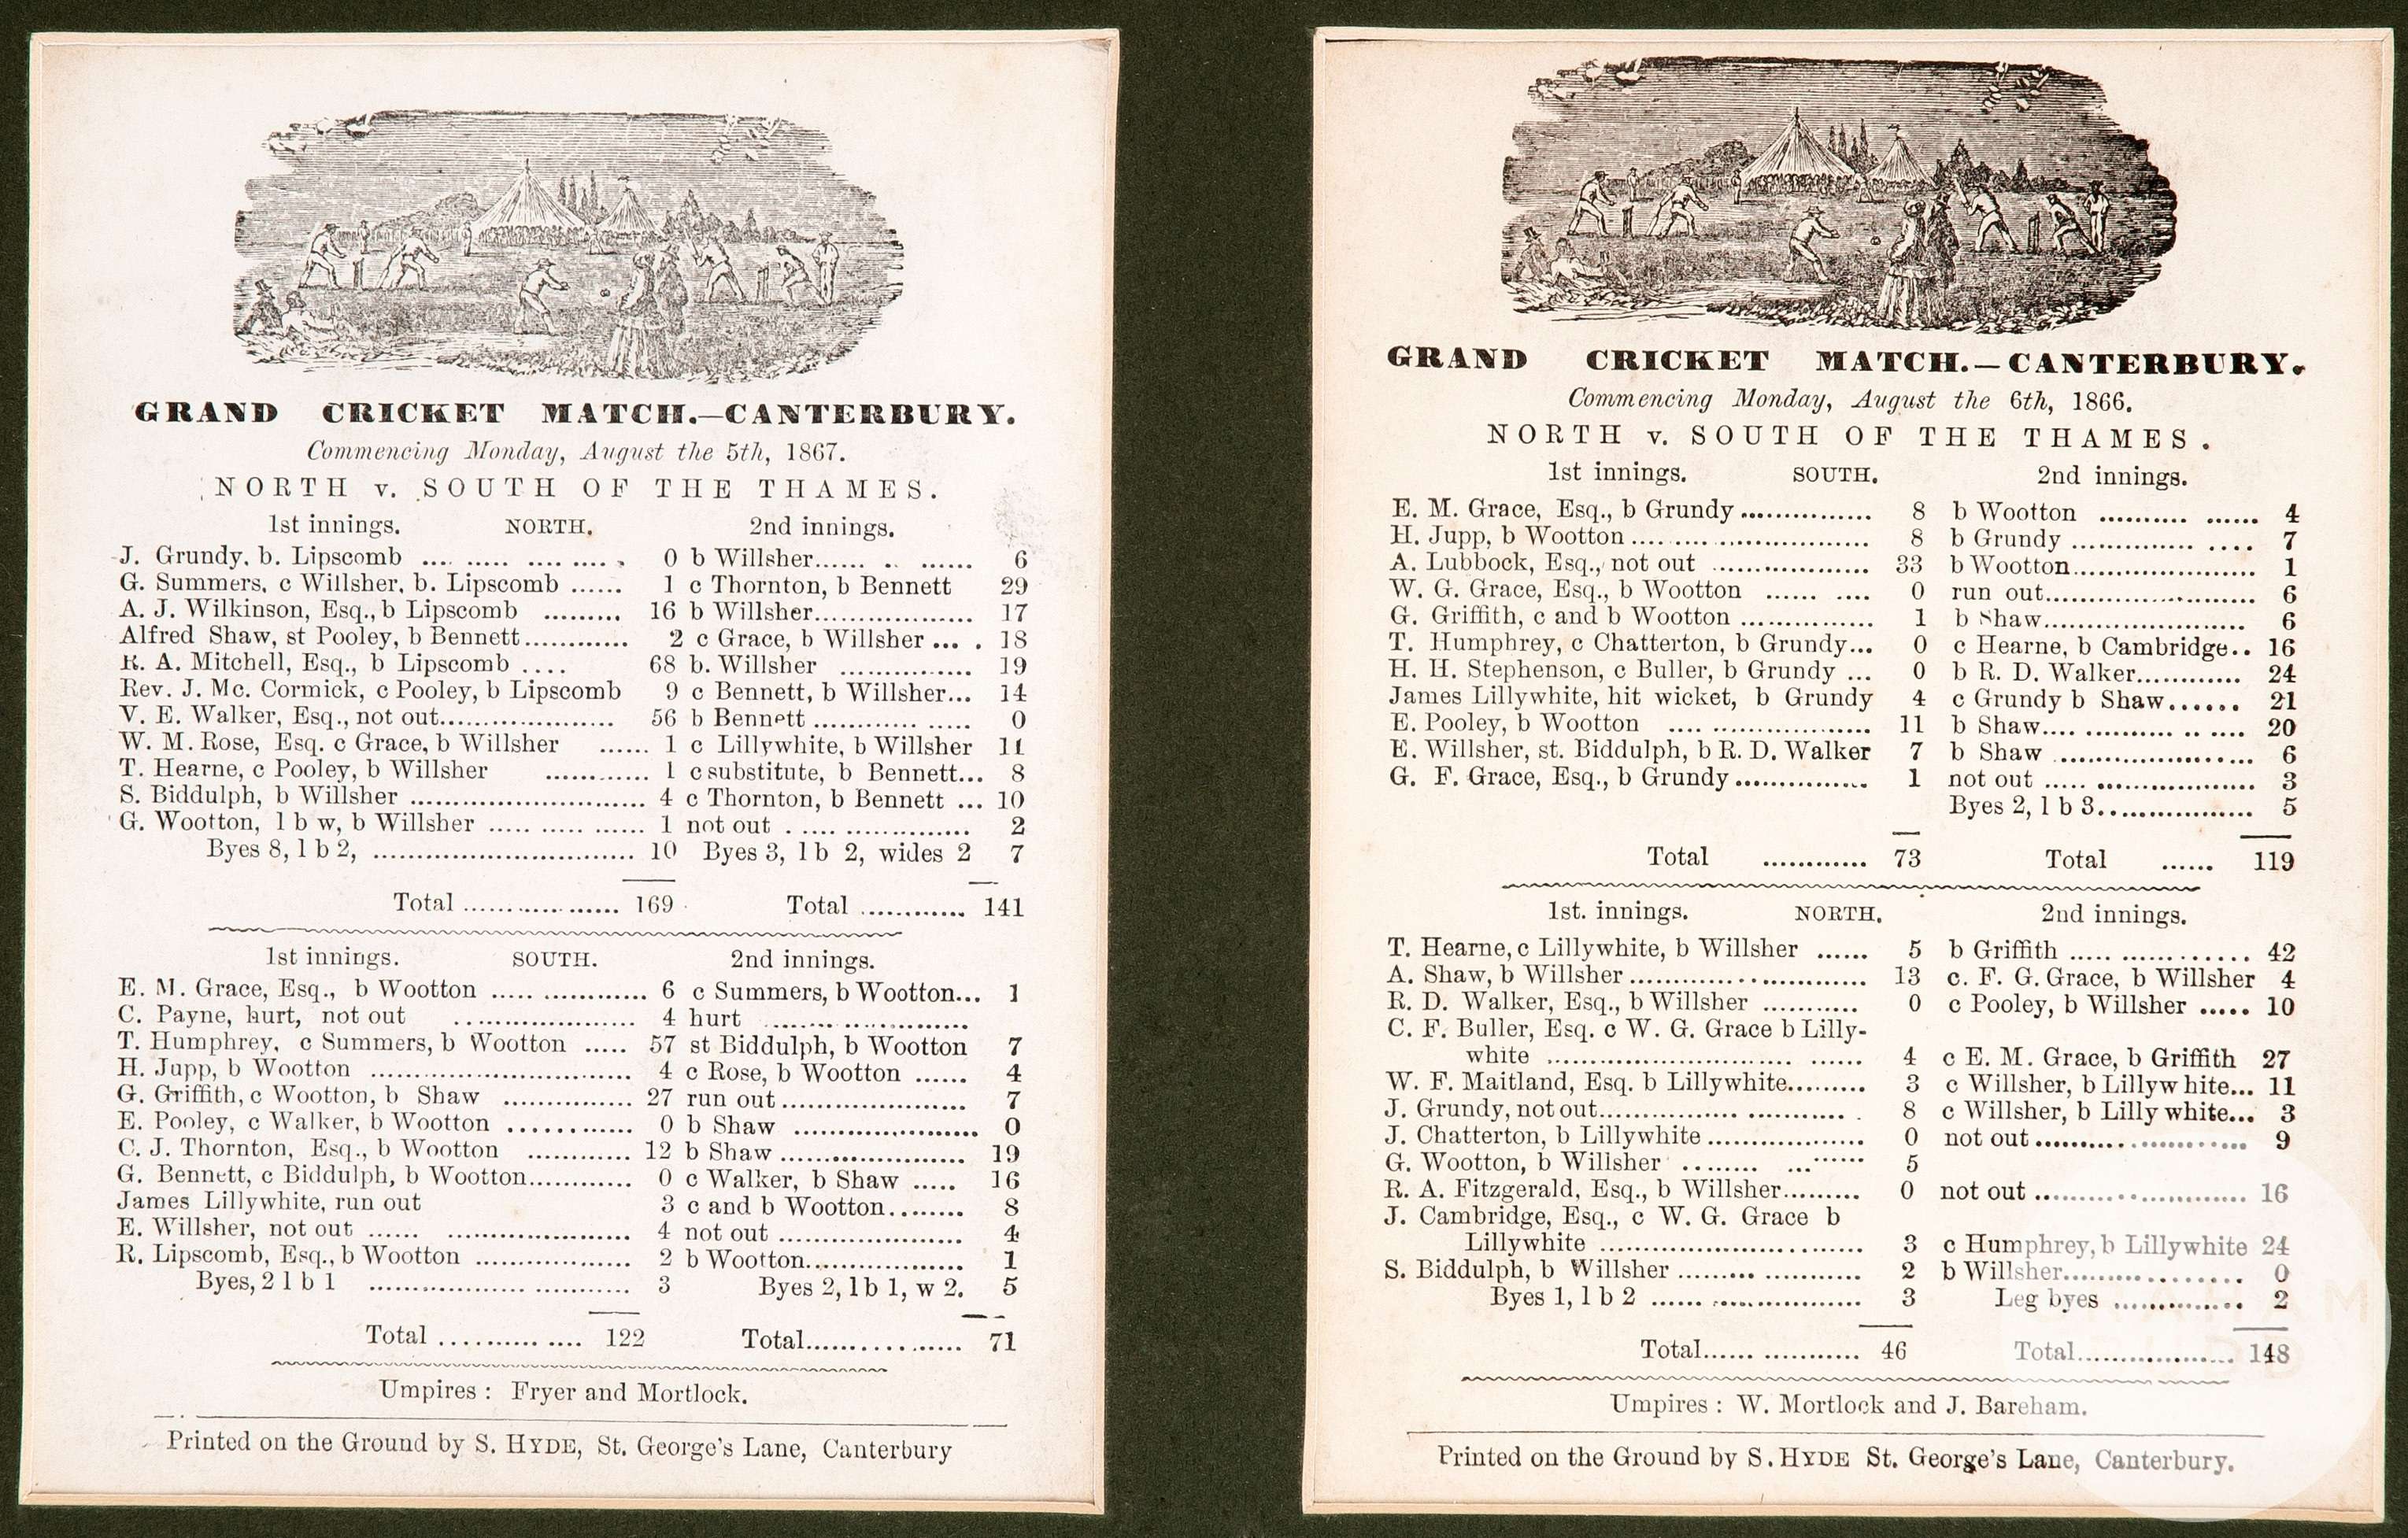 GRAND CRICKET MATCH.—CANTERBURY.
Commencing Monday, August the 5th, 1867.
NORTH v. SOUTH OF THE THAMES.
1st innings. NORTH. 2nd innings.
J. Grundy. b. Lipscomb .... ...... .... .... . 0 b Willsher...... .. ...... 6
G. Summers, c Willsher, b. Lipscomb ...... 1 c Thornton, b Bennett 29
A. J. Wilkinson, Esq., b Lipscomb ......... 16 b Willsher.................... 17
Alfred Shaw, st Pooley, b Bennett............ 2 c Grace, b Willsher ... . 18
R. A. Mitchell, Esq., b Lipscomb .... 68 b. Willsher ............... 19
Rev. J. Mc. Cormick, c Pooley, b Lipscomb 9 c Bennett, b Willsher... 14
V. E. Walker, Esq., not out.................... 56 b Bennett ............ ..... 0
W. M. Rose, Esq. c Grace, b Willsher ...... 1 c Lillywhite, b Willsher 11
T. Hearne, c Pooley, b Willsher ............ 1 c substitute, b Bennett... 8
S. Biddulph, b Willsher ........................... 4 c Thornton, b Bennett ... 10
G. Wootton, l b w, b Willsher ..... ..... ...... 1 not out . ..... .............. 2
Byes 8, l b 2, .............................. 10 Byes 3, l b 2, wides 2 7
Total .................... 169 Total ............. 141
1st innings. SOUTH. 2nd innings.
E. M. Grace, Esq., b Wootton ..... ............ 6 c Summers, b Wootton... 1
C. Payne, hurt, not out ..................... 4 hurt ........................
T. Humphrey, c Summers, b Wootton ..... 57 st Biddulph, b Wootton 7
H. Jupp, b Wootton .............................. 4 c Rose, b Wootton ...... 4
G. Griffith, c Wootton, b Shaw ............... 27 run out...................... 7
E. Pooley, c Walker, b Wootton ............ 0 b Shaw ...................... 0
C. J. Thornton, Esq., b Wootton ............ 12 b Shaw ...................... 19
G. Bennett, c Biddulph, b Wootton............ 0 c Walker, b Shaw ..... 16
James Lillywhite, run out 3 c and b Wootton......... 8
E. Willsher, not out ...... ..................... 4 not out ...................... 4
R. Lipscomb, Esq., b Wootton .................. 2 b Wootton................... 1
Byes, 2 l b 1 .................. ........... 3 Byes 2, l b 1, w 2. 5
Total ............ .... 122 Total.................. 71
Umpires : Fryer and Mortlock.
Printed on the Ground by S. HYDE, St. George's Lane, Canterbury
GRAND CRICKET MATCH.—CANTERBURY.
Commencing Monday, August the 6th, 1866.
NORTH v. SOUTH OF THE THAMES.
1st innings. SOUTH. 2nd innings.
E. M. Grace, Esq., b Grundy ................ 8 b Wootton .......... ...... 4
H. Jupp, b Wootton .... .................... 8 b Grundy .............. .... 7
A. Lubbock, Esq., not out .................. 33 b Wootton...................... 1
W. G. Grace, Esq., b Wootton ...... .... 0 run out........................ 6
G. Griffith, c and b Wootton ............... 1 b Shaw....................... 6
T. Humphrey, c Chatterton, b Grundy... 0 c Hearne, b Cambridge.. 16
H. H. Stephenson, c Buller, b Grundy ... 0 b R. D. Walker............ 24
James Lillywhite, hit wicket, b Grundy 4 c Grundy b Shaw...... 21
E. Pooley, b Wootton .... .................. 11 b Shaw.... ........... .. .... 20
E. Willsher, st. Biddulph, b R. D. Walker 7 b Shaw ....................... 6
G. F. Grace, Esq., b Grundy ............... 1 not out ..... .................. 3
Byes 2, l b 3.................. 5
Total ............ 73 Total ...... 119
1st. innings. NORTH. 2nd innings.
T. Hearne, c Lillywhite, b Willsher ...... 5 b Griffith ..... .............. 42
A. Shaw, b Willsher ........................... 13 c. F. G. Grace, b Willsher 4
R. D. Walker, Esq., b Willsher ........... 0 c Pooley, b Willsher ..... 10
C. F. Buller, Esq. c W. G. Grace b Lilly-
white ............................ ...... 4 c E. M. Grace, b Griffith 27
W. F. Maitland, Esq. b Lillywhite......... 3 c Willsher, b Lillyw hite... 11
J. Grundy, not out................ ........... . 8 c Willsher, b Lilly white... 3
J. Chatterton, b Lillywhite .................. 0 not out ........................ 9
G. Wootton, b Willsher ........ ......... 5
R. A. Fitzgerald, Esq., b Willsher......... 0 not out ........................ 16
J. Cambridge, Esq., c W. G. Grace b
Lillywhite .............................. 3 c Humphrey, b Lillywhite 24
S. Biddulph, b Willsher ......... ........... 2 b Willsher.................... 0
Byes 1, l b 2 ...... ................. 3 Leg byes .............. 2
Total...... ........... 46 Total.................. 148
Umpires : W. Mortlock and J. Bareham.
Printed on the Ground by S. HYDE St. George's Lane, Canterbury.